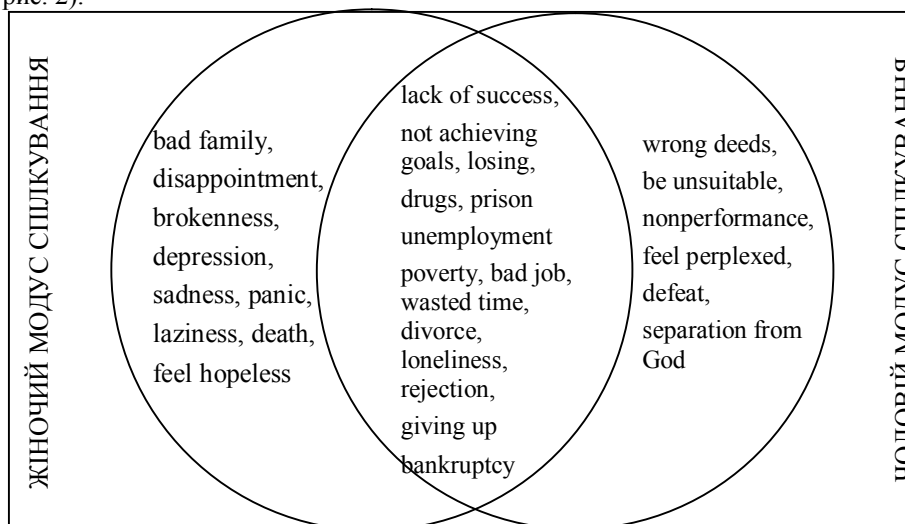 рис. 2).
ЖІНОЧИЙ МОДУС СПІЛКУВАННЯ
bad family,
disappointment,
brokenness,
depression,
sadness, panic,
laziness, death,
feel hopeless
lack of success,
not achieving
goals, losing,
drugs, prison
unemployment
poverty, bad job,
wasted time,
divorce,
loneliness,
rejection,
giving up
bankruptcy
wrong deeds,
be unsuitable,
nonperformance,
feel perplexed,
defeat,
separation from
God
ЧОЛОВІЙ МОДУС СПІЛКУВАННЯ